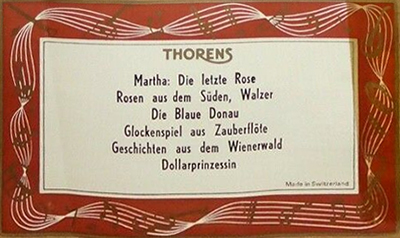 THORENS
Martha: Die letzte Rose
Rosen aus dem Süden, Walzer
Die Blaue Donau
Glockenspiel aus Zauberflöte
Geschichten aus dem Wienerwald
Dollarprinzessin
Made in Switzerland